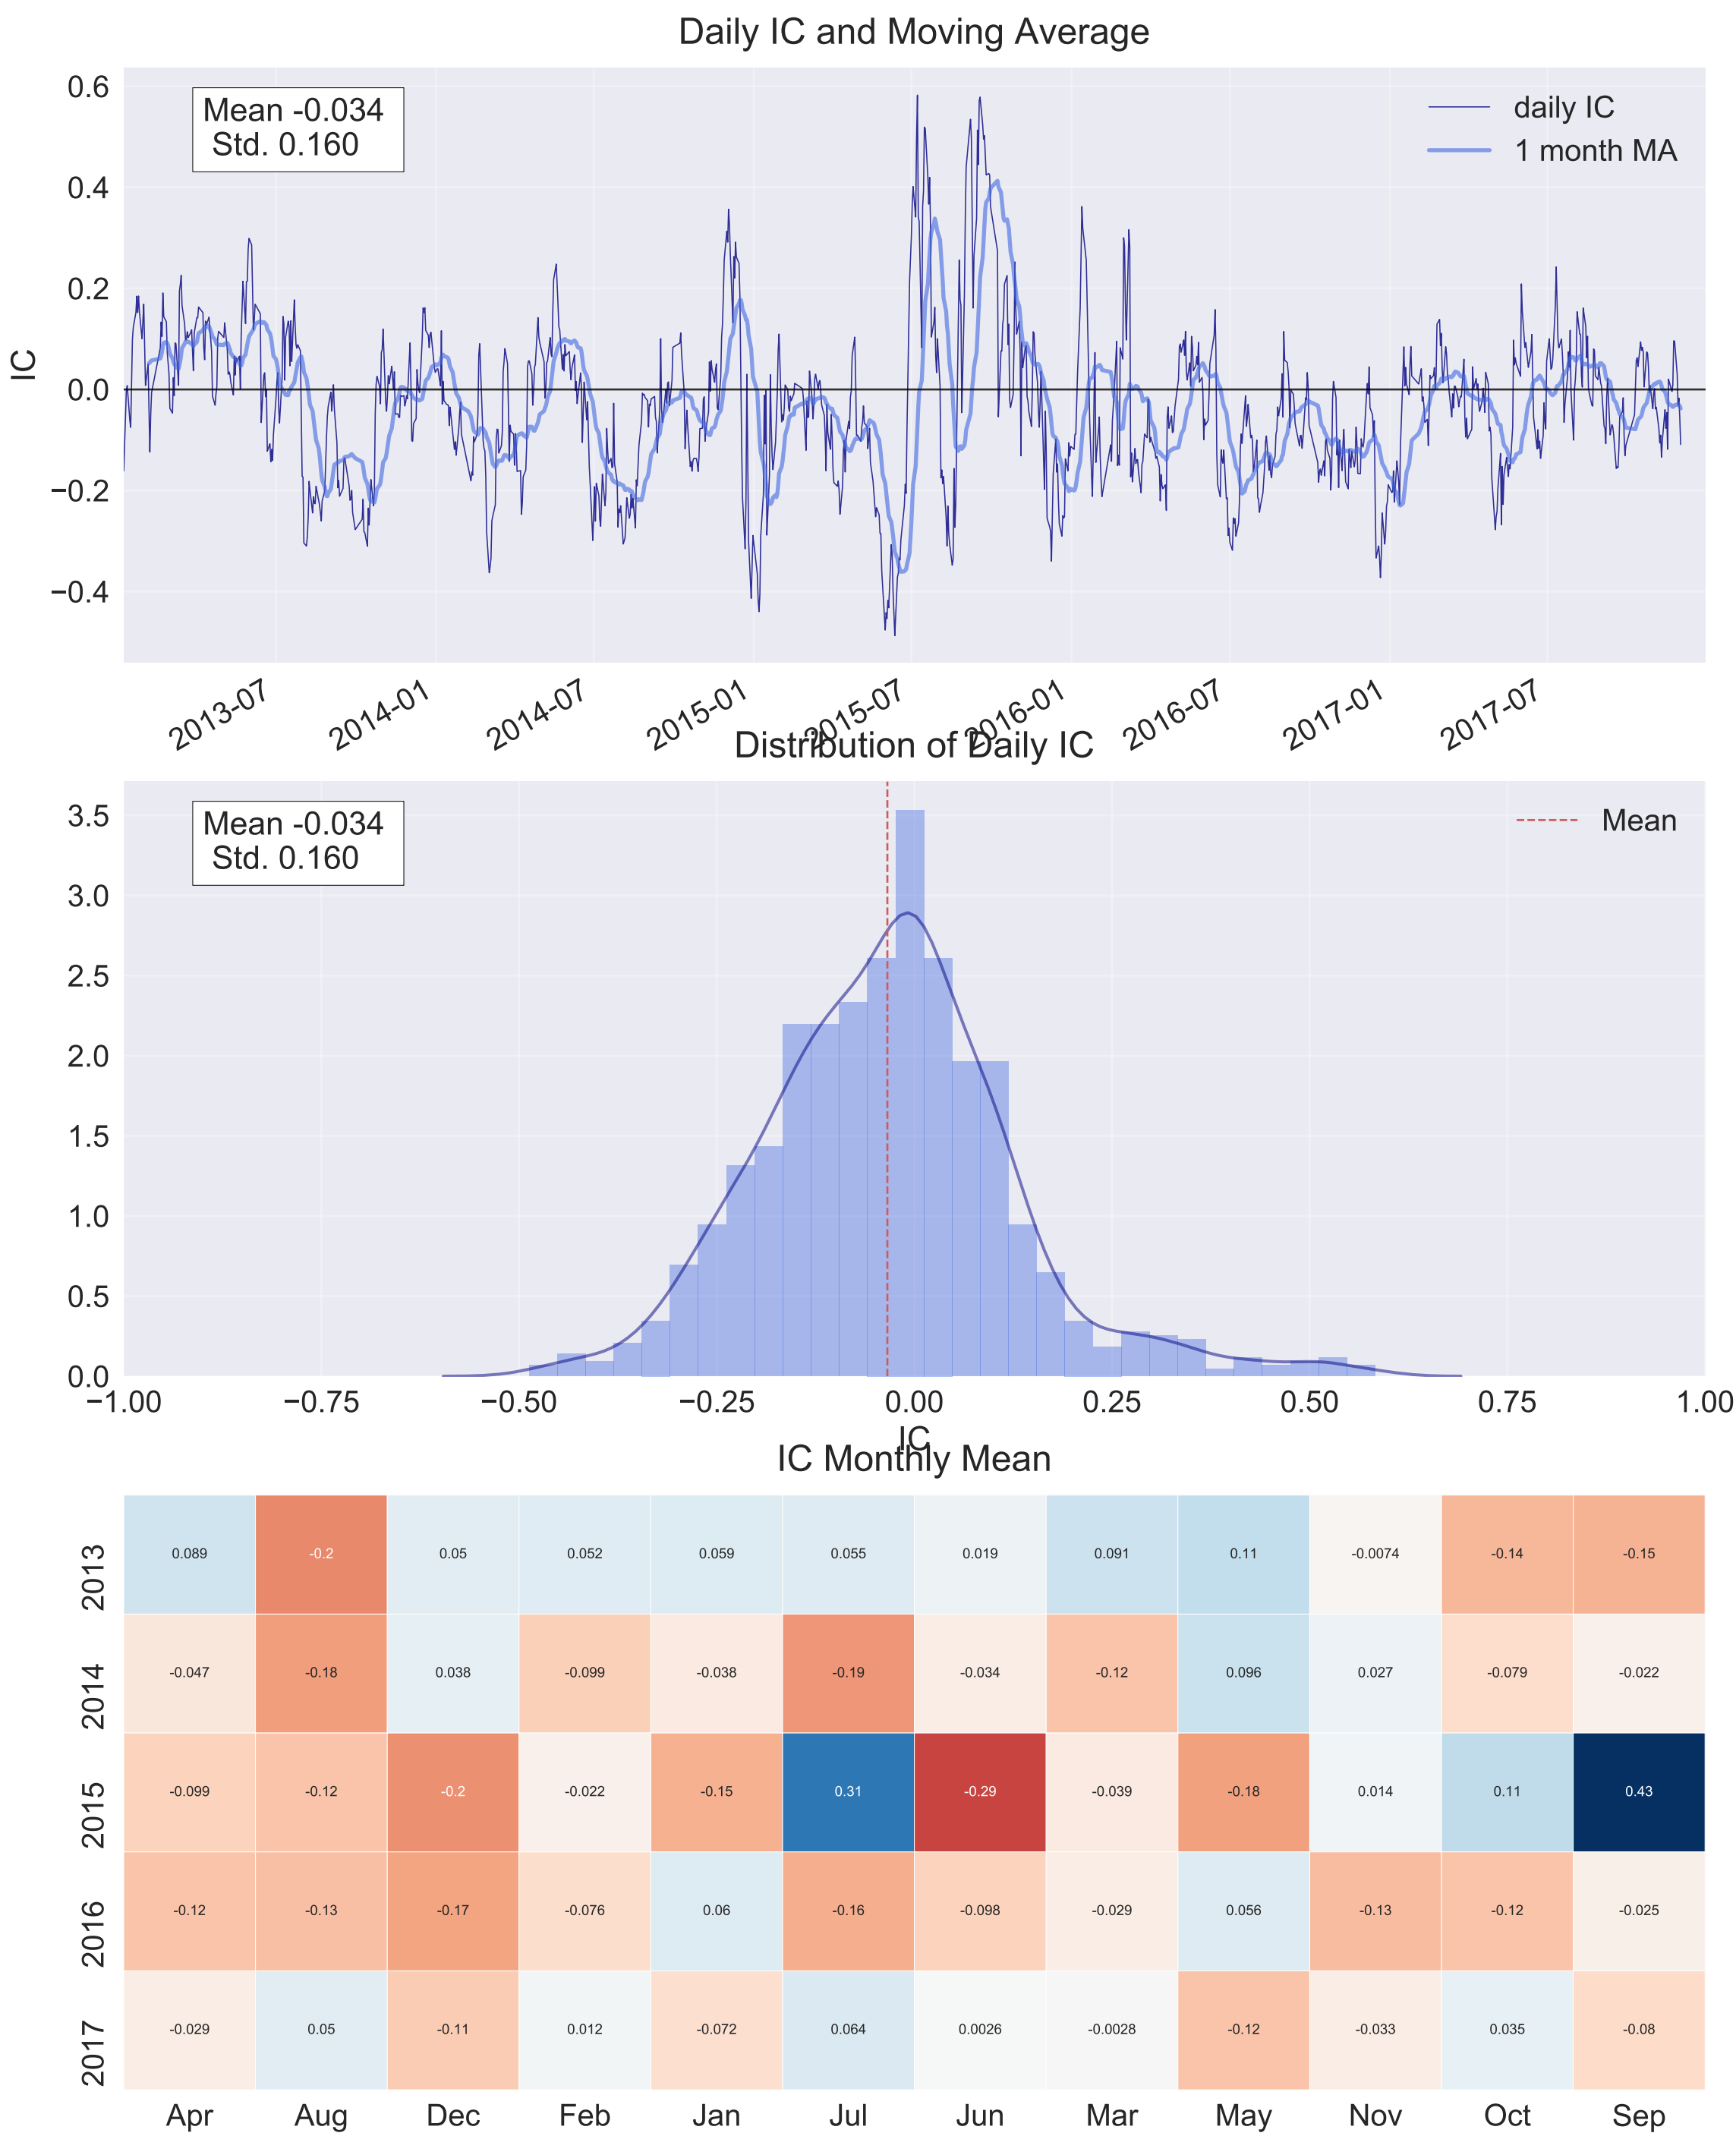 Daily IC and Moving Average
0.6
0.4
0.2
0.0
−0.2
−0.4
IC
Mean -0.034
Std. 0.160
daily IC
1 month MA
2013-07
2014-01
2014-07
2015-01
2015-07
2016-01
2016-07
2017-01
2017-07
Distribution of Daily IC
3.5
3.0
2.5
2.0
1.5
1.0
0.5
0.0
Mean -0.034
Std. 0.160
Mean
−1.00 −0.75 −0.50 −0.25 0.00 0.25 0.50 0.75 1.00
IC
IC Monthly Mean
2013 0.089 -0.2 0.05 0.052 0.059 0.055 0.019 0.091 0.11 -0.0074 -0.14 -0.15
2014 -0.047 -0.18 0.038 -0.099 -0.038 -0.19 -0.034 -0.12 0.096 0.027 -0.079 -0.022
2015 -0.099 -0.12 -0.2 -0.022 -0.15 0.31 -0.29 -0.039 -0.18 0.014 0.11 0.43
2016 -0.12 -0.13 -0.17 -0.076 0.06 -0.16 -0.098 -0.029 0.056 -0.13 -0.12 -0.025
2017 -0.029 0.05 -0.11 0.012 -0.072 0.064 0.0026 -0.0028 -0.12 -0.033 0.035 -0.08
Apr Aug Dec Feb Jan Jul Jun Mar May Nov Oct Sep